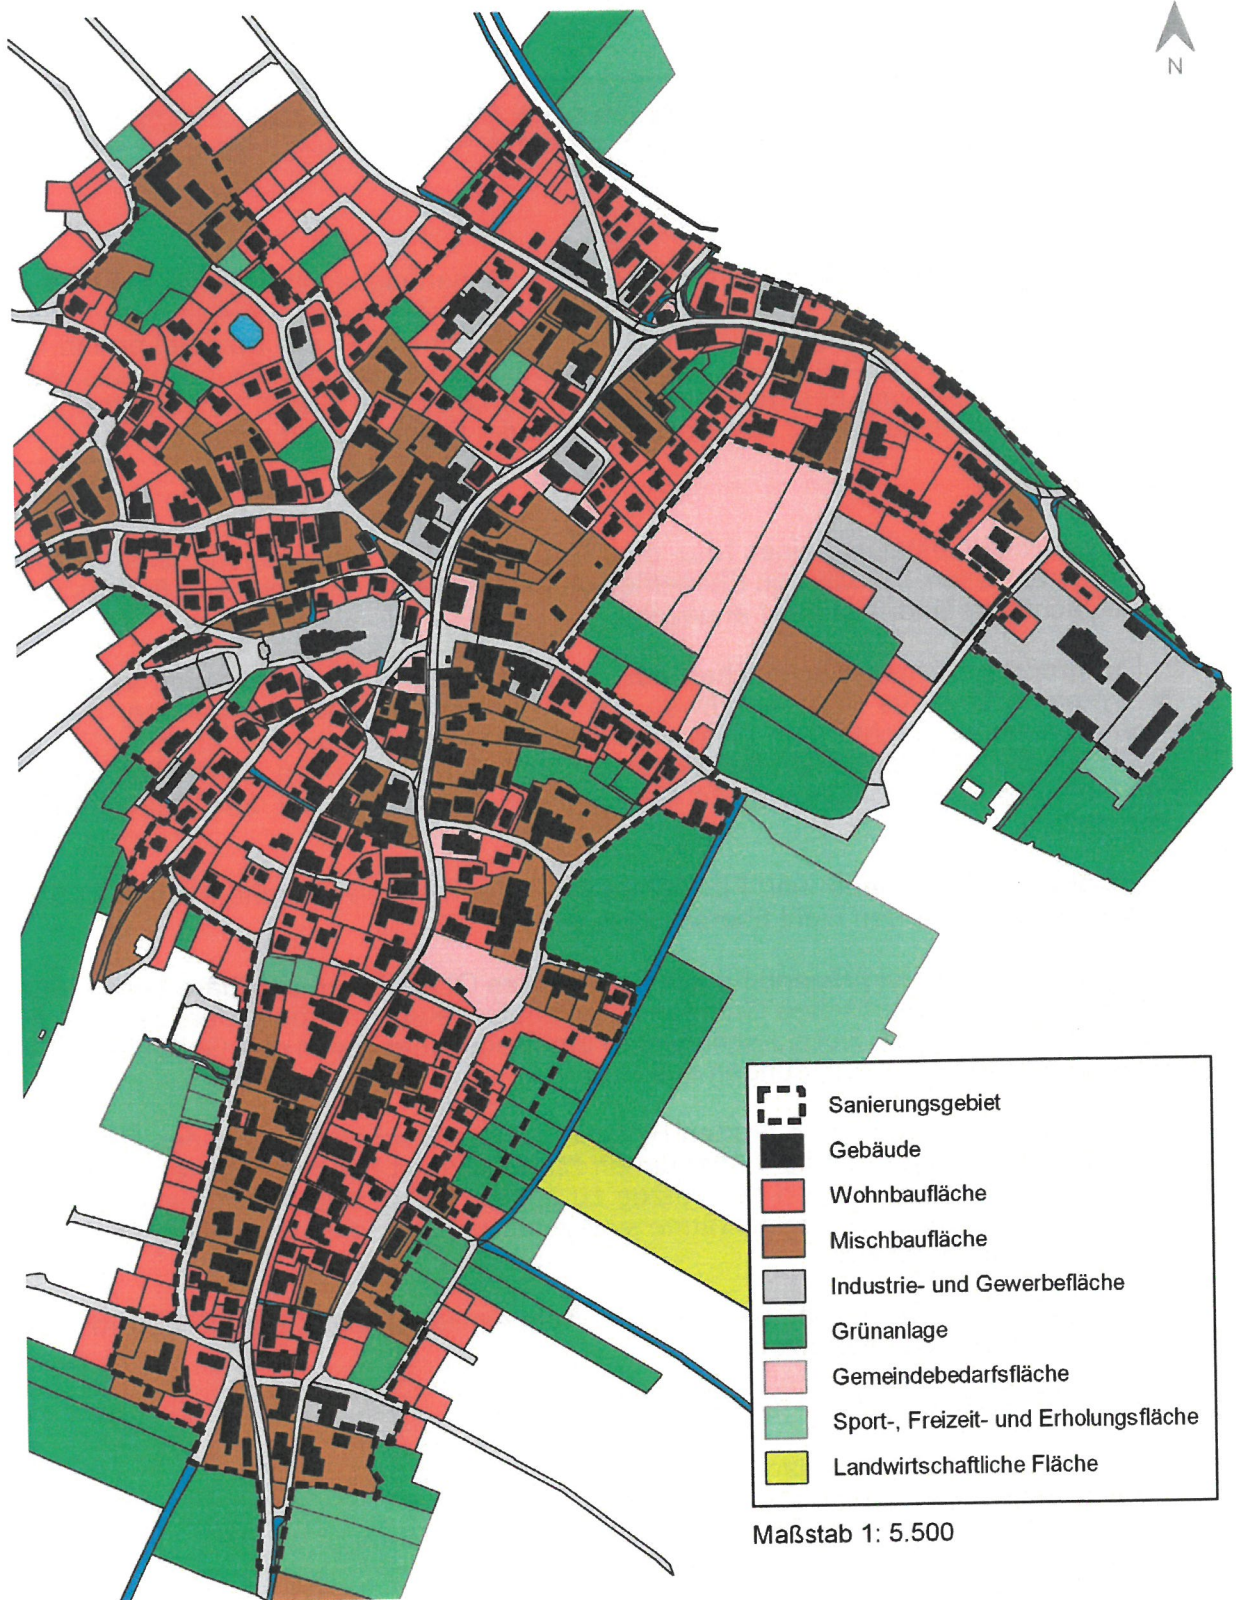 N
Sanierungsgebiet
Gebäude
Wohnbaufläche
Mischbaufläche
Industrie- und Gewerbefläche
Grünanlage
Gemeindebedarfsfläche
Sport-, Freizeit- und Erholungsfläche
Landwirtschaftliche Fläche
Maßstab 1: 5.500